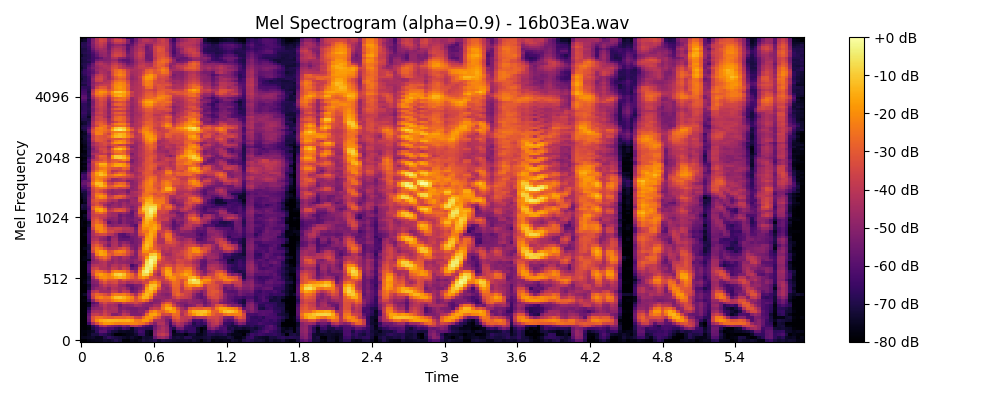 Mel Spectrogram (alpha=0.9) - 16b03Ea.wav
+0 dB
-10 dB
-20 dB
-30 dB
-40 dB
-50 dB
-60 dB
-70 dB
-80 dB
Mel Frequency
4096
2048
1024
512
0
0 0.6 1.2 1.8 2.4 3 3.6 4.2 4.8 5.4
Time